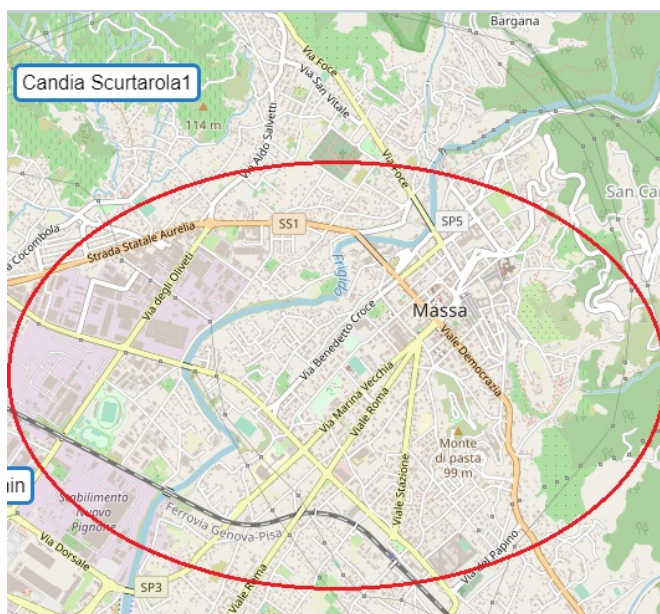 Bargana
Via Foce
Candia Scurtarola1
Via San Vitale
114 m
Via Aldo Salvetti
Via Foce
San Car
SP5
SS1
Via Cocombola
Strada Statale Aurelia
Frigido
Via degli Oliveti
Massa
Via Benedetto Croce
Viale Democrazia
Via Marina Vecchia
Viale Roma
Monte
di pasta
99 m
Viale Stazione
ain
Stabilimento
Nuovo
Pignone
Ferrovia Genova-Pisa
Via Dorsale
Via del Papino
SP3
Viale Roma